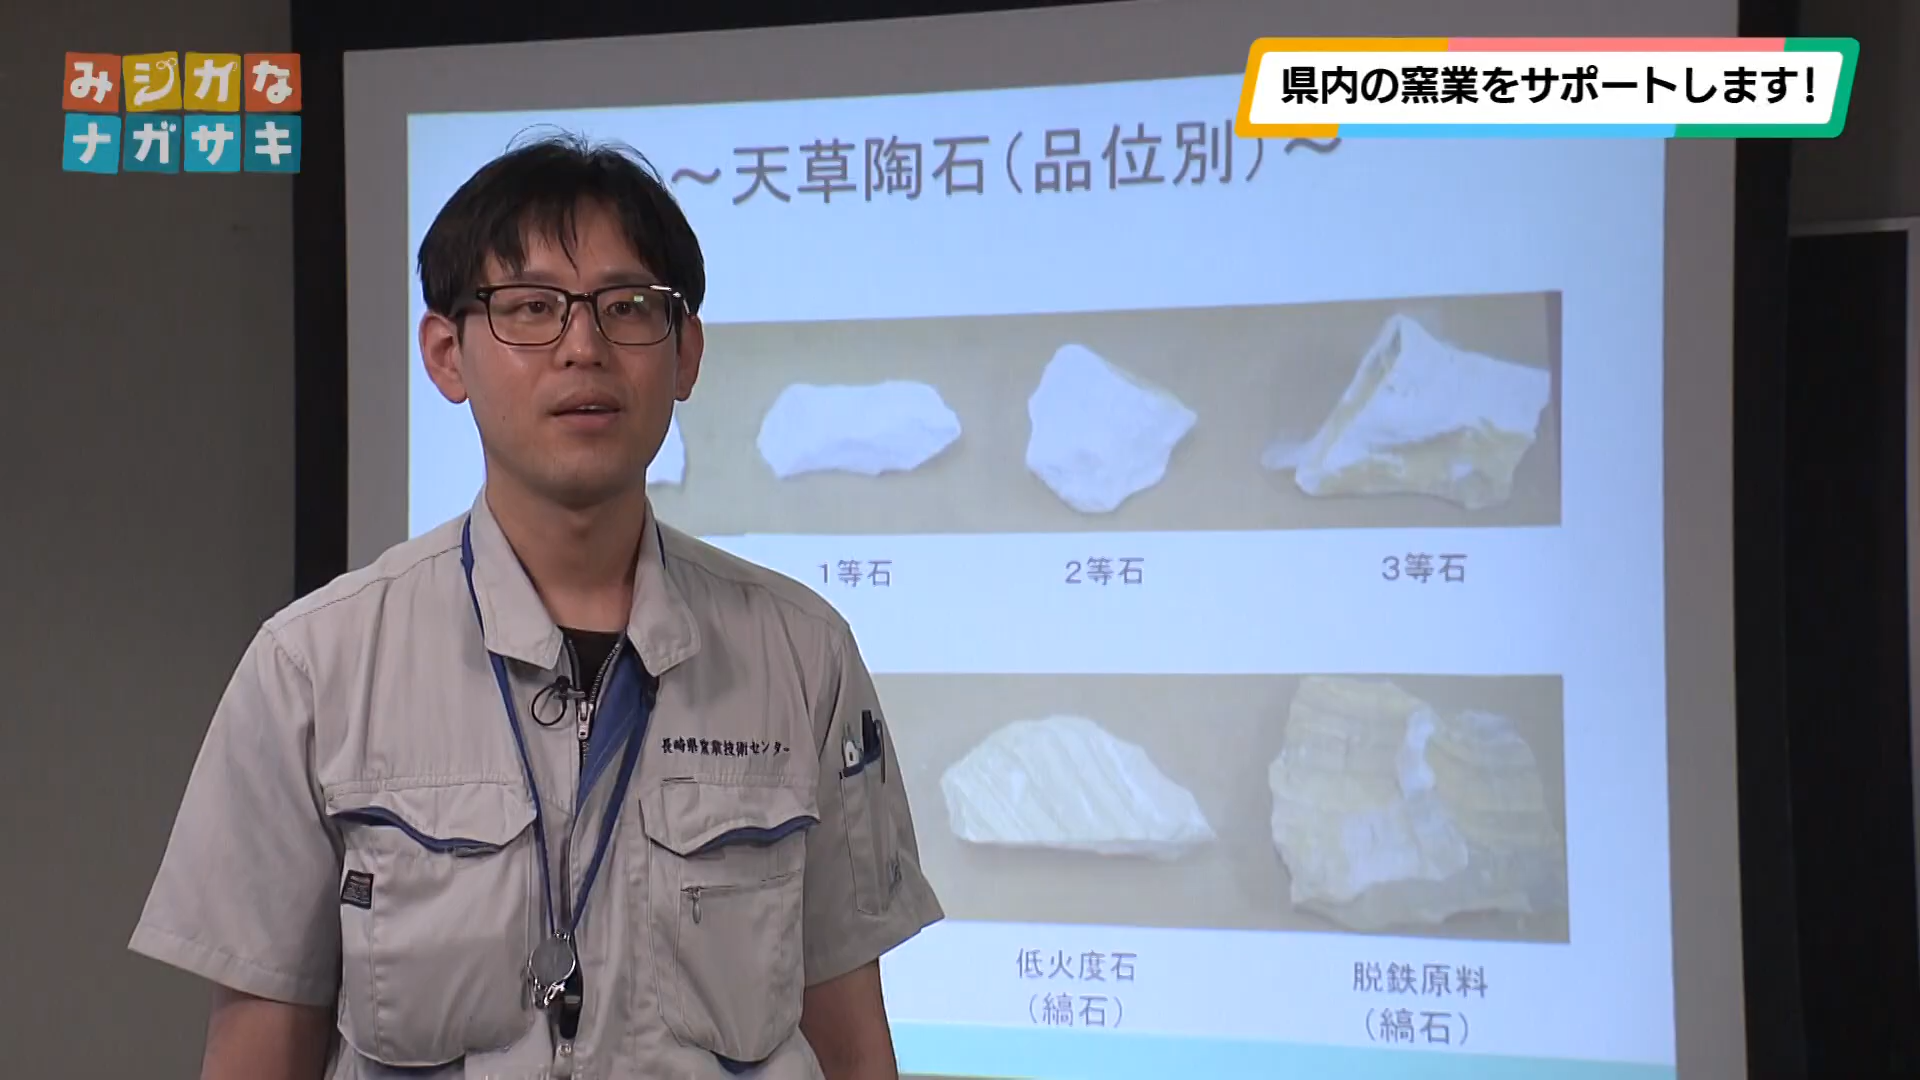 みジカな
ナガサキ
県内の窯業をサポートします!
～天草陶石(品位別)～
1等石
2等石
3等石
長崎県窯業技術センター
低火度石
(縞石)
脱鉄原料
(縞石)